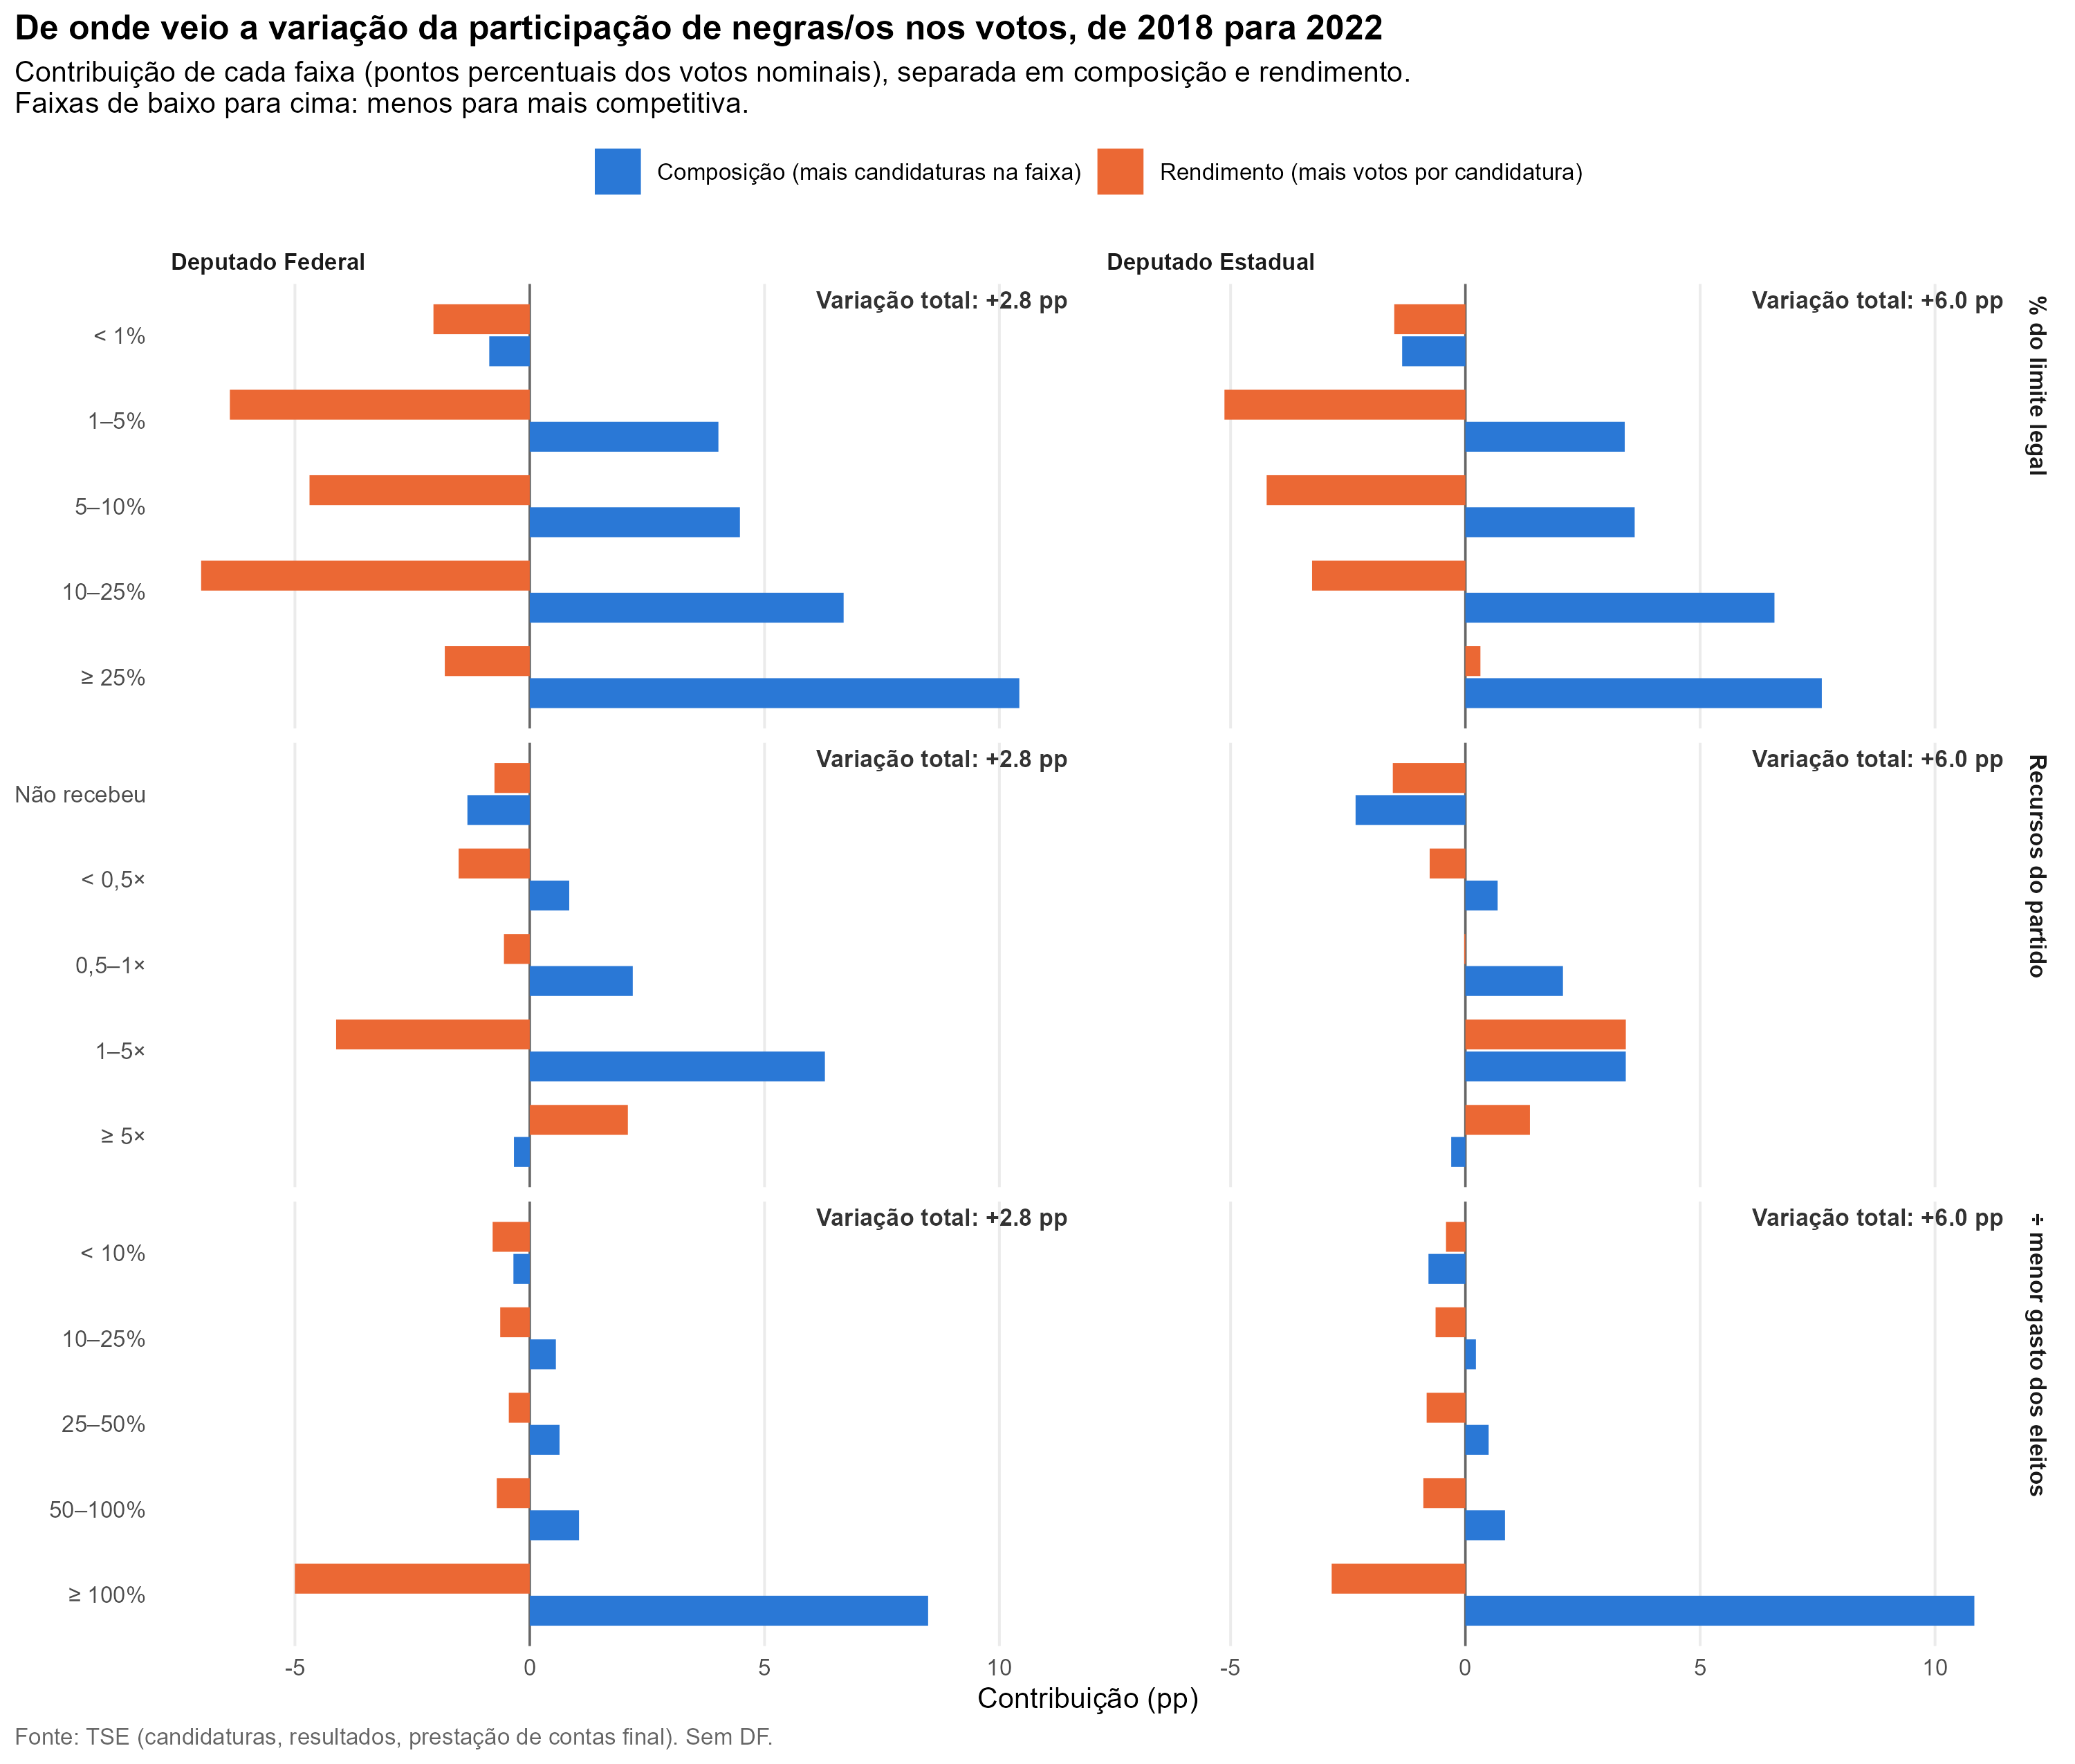 De onde veio a variação da participação de negras/os nos votos, de 2018 para 2022
Contribuição de cada faixa (pontos percentuais dos votos nominais), separada em composição e rendimento.
Faixas de baixo para cima: menos para mais competitiva.
Composição (mais candidaturas na faixa)
Rendimento (mais votos por candidatura)
Deputado Federal
Deputado Estadual
Variação total: +2.8 pp
Variação total: +6.0 pp
% do limite legal
< 1%
1–5%
5–10%
10–25%
≥ 25%
Variação total: +2.8 pp
Variação total: +6.0 pp
Recursos do partido
Não recebeu
< 0,5×
0,5–1×
1–5×
≥ 5×
Variação total: +2.8 pp
Variação total: +6.0 pp
÷ menor gasto dos eleitos
< 10%
10–25%
25–50%
50–100%
≥ 100%
-5 0 5 10
-5 0 5 10
Contribuição (pp)
Fonte: TSE (candidaturas, resultados, prestação de contas final). Sem DF.